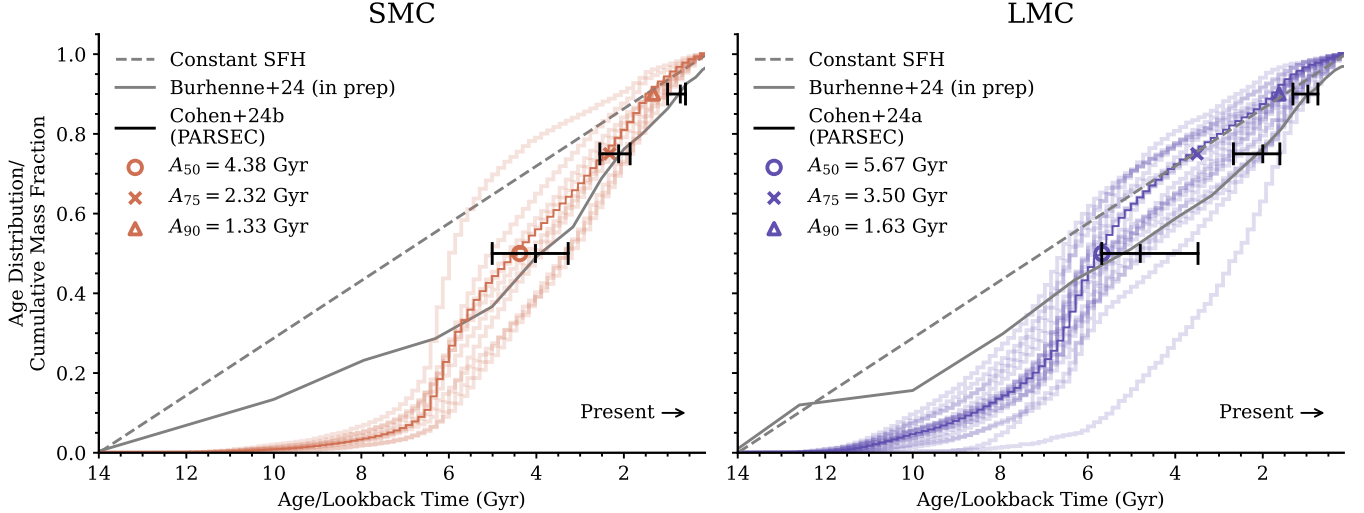 SMC
LMC
Constant SFH
Burhenne+24 (in prep)
Cohen+24b
(PARSEC)
A50 = 4.38 Gyr
A75 = 2.32 Gyr
A90 = 1.33 Gyr
Present →
Constant SFH
Burhenne+24 (in prep)
Cohen+24a
(PARSEC)
A50 = 5.67 Gyr
A75 = 3.50 Gyr
A90 = 1.63 Gyr
Present →
Age Distribution/
Cumulative Mass Fraction
1.0
0.8
0.6
0.4
0.2
0.0
14 12 10 8 6 4 2
14 12 10 8 6 4 2
Age/Lookback Time (Gyr)
Age/Lookback Time (Gyr)